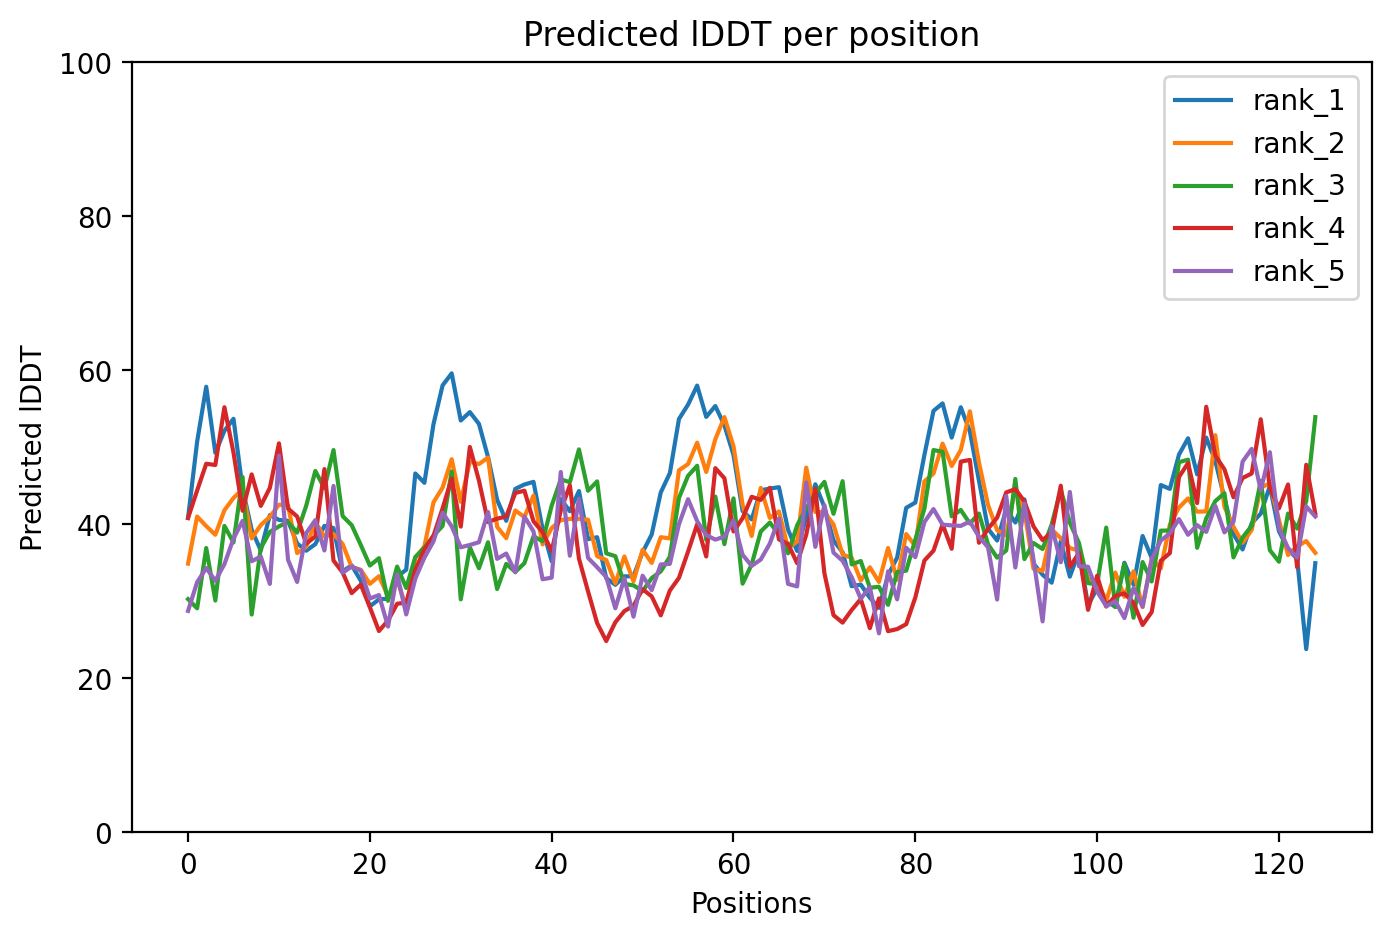 Predicted lDDT per position
100
80
60
40
20
0
Predicted lDDT
0 20 40 60 80 100 120
Positions
rank_1
rank_2
rank_3
rank_4
rank_5